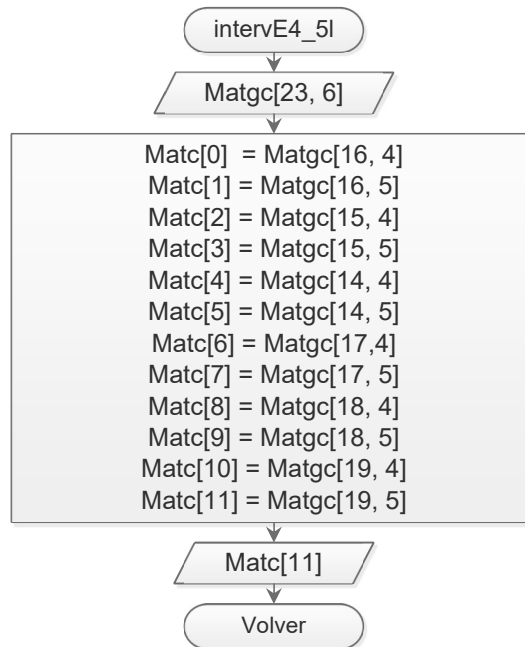 intervE4_5l
Matgc[23, 6]
Matc[0]  = Matgc[16, 4]
Matc[1] = Matgc[16, 5]
Matc[2] = Matgc[15, 4]
Matc[3] = Matgc[15, 5]
Matc[4] = Matgc[14, 4]
Matc[5] = Matgc[14, 5]
Matc[6] = Matgc[17,4]
Matc[7] = Matgc[17, 5]
Matc[8] = Matgc[18, 4]
Matc[9] = Matgc[18, 5]
Matc[10] = Matgc[19, 4]
Matc[11] = Matgc[19, 5]
Matc[11]
Volver